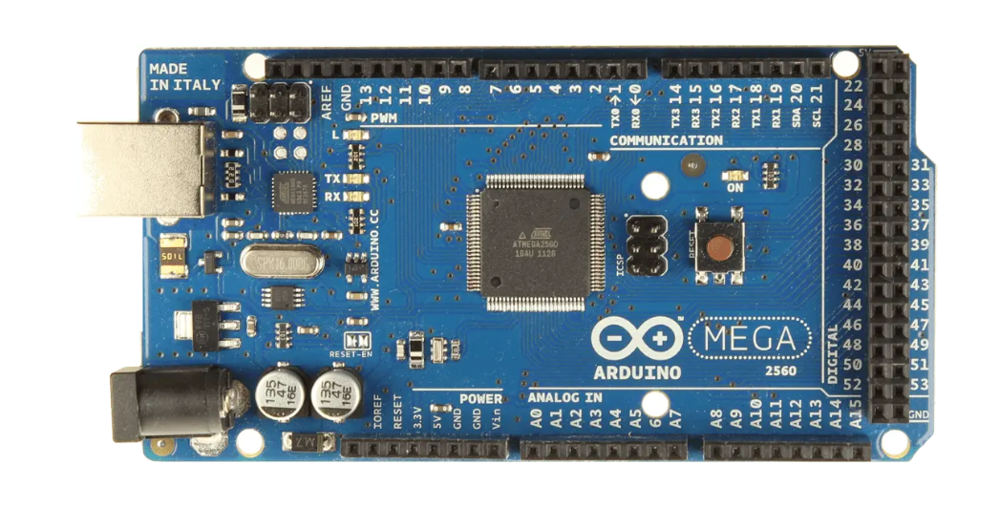 MADE
IN ITALY
AREF
GND
13
12
11
10
9
8
7
6
5
4
3
2
TX0→1
RX0←0
TX3 14
RX3 15
TX2 16
RX2 17
TX1 18
RX1 19
SDA 20
SCL 21
5V
PWM
COMMUNICATION
L
TX
RX
ON
22
24
26
28
30 31
32 33
34 35
36 37
38 39
40 41
42 43
44 45
46 47
48 49
50 51
52 53
GND
DIGITAL
RESET
ICSP
ATMEL
ATMEGA2560
16AU 1126
WWW.ARDUINO.CC
RESET-EN
ARDUINO
™
MEGA
2560
135
47
16E
135
47
16E
M7
POWER
IOREF
RESET
3.3V
5V
GND
GND
Vin
ANALOG IN
A0
A1
A2
A3
A4
A5
6
A7
A8
A9
A10
A11
A12
A13
A14
A15